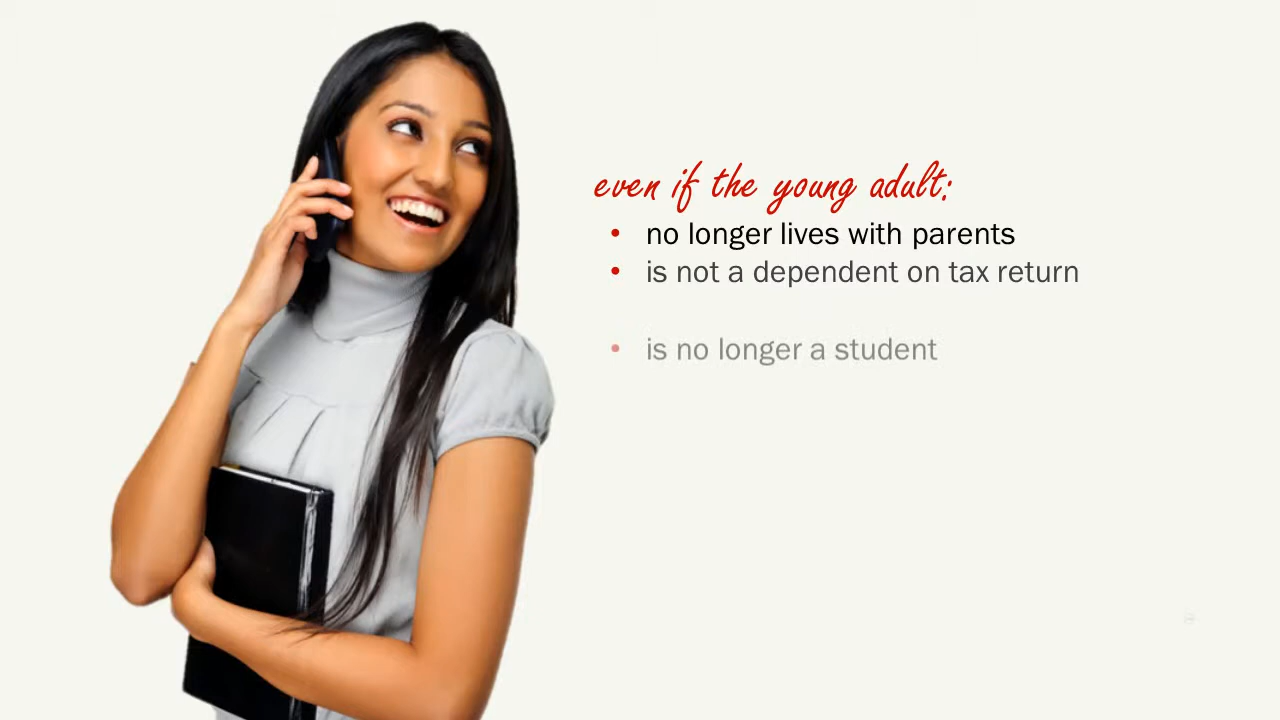 even if the young adult:
• no longer lives with parents
• is not a dependent on tax return
• is no longer a student